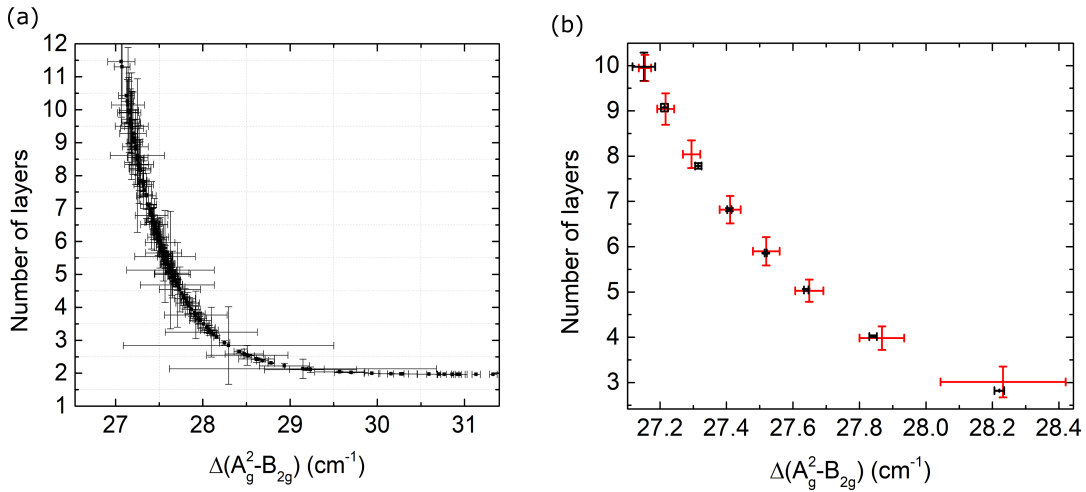 (a)
(b)
12
11
10
9
8
7
6
5
4
3
2
1
Number of layers
27 28 29 30 31
Δ(A²g-B2g) (cm⁻¹)
10
9
8
7
6
5
4
3
Number of layers
27.2 27.4 27.6 27.8 28.0 28.2 28.4
Δ(A²g-B2g) (cm⁻¹)